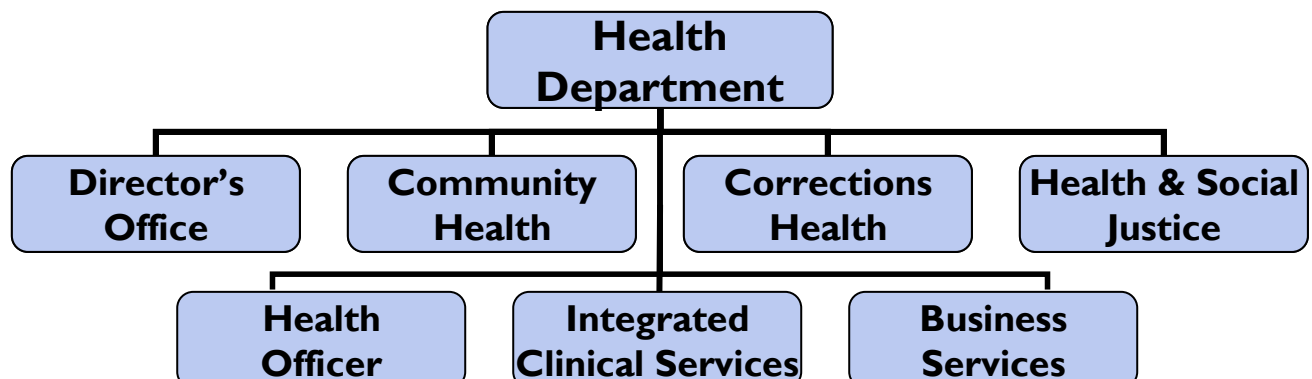 Health
Department
Director's
Office
Community
Health
Corrections
Health
Health & Social
Justice
Health
Officer
Integrated
Clinical Services
Business
Services